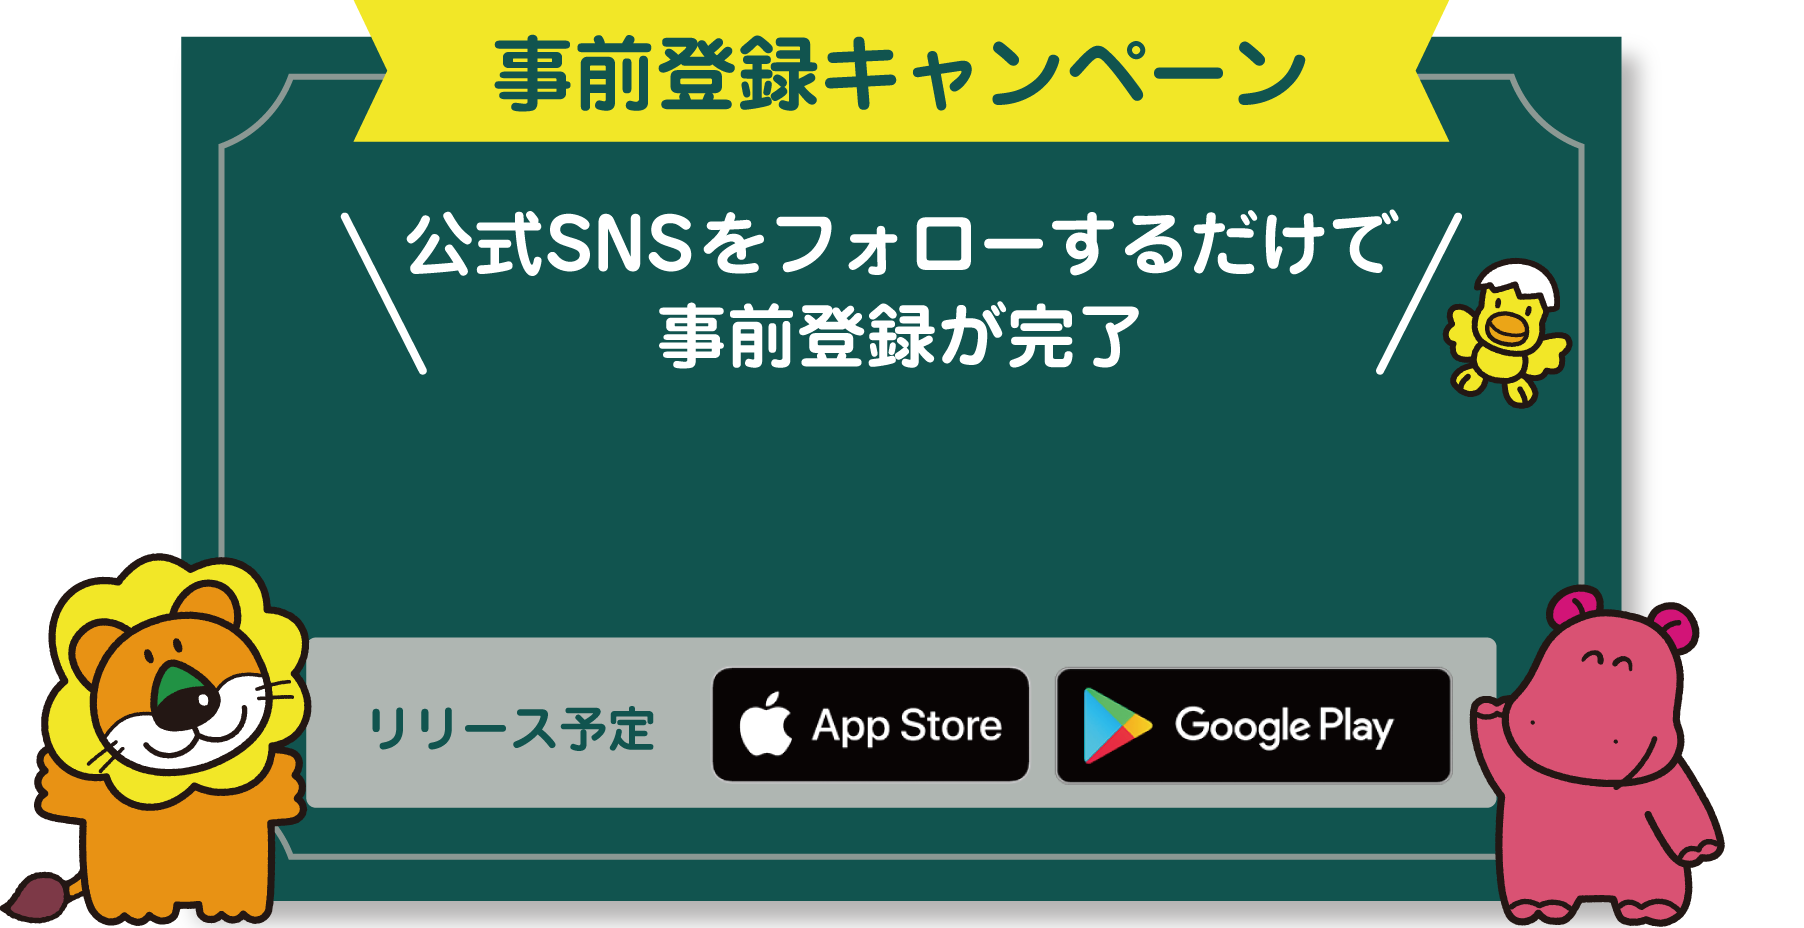 事前登録キャンペーン
公式SNSをフォローするだけで
事前登録が完了
リリース予定
App Store
Google Play